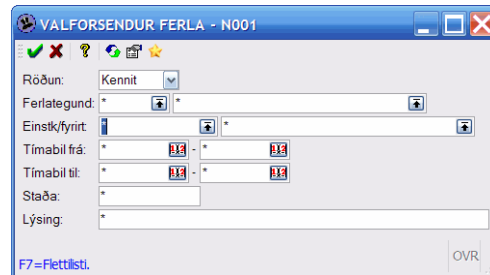 VALFORSENDUR FERLA - N001
Röðun: Kennit
Ferlategund: * *
Einstk/fyrirt: * *
Tímabil frá: * - *
Tímabil til: * - *
Staða: *
Lýsing: *
F7=Flettilisti. OVR